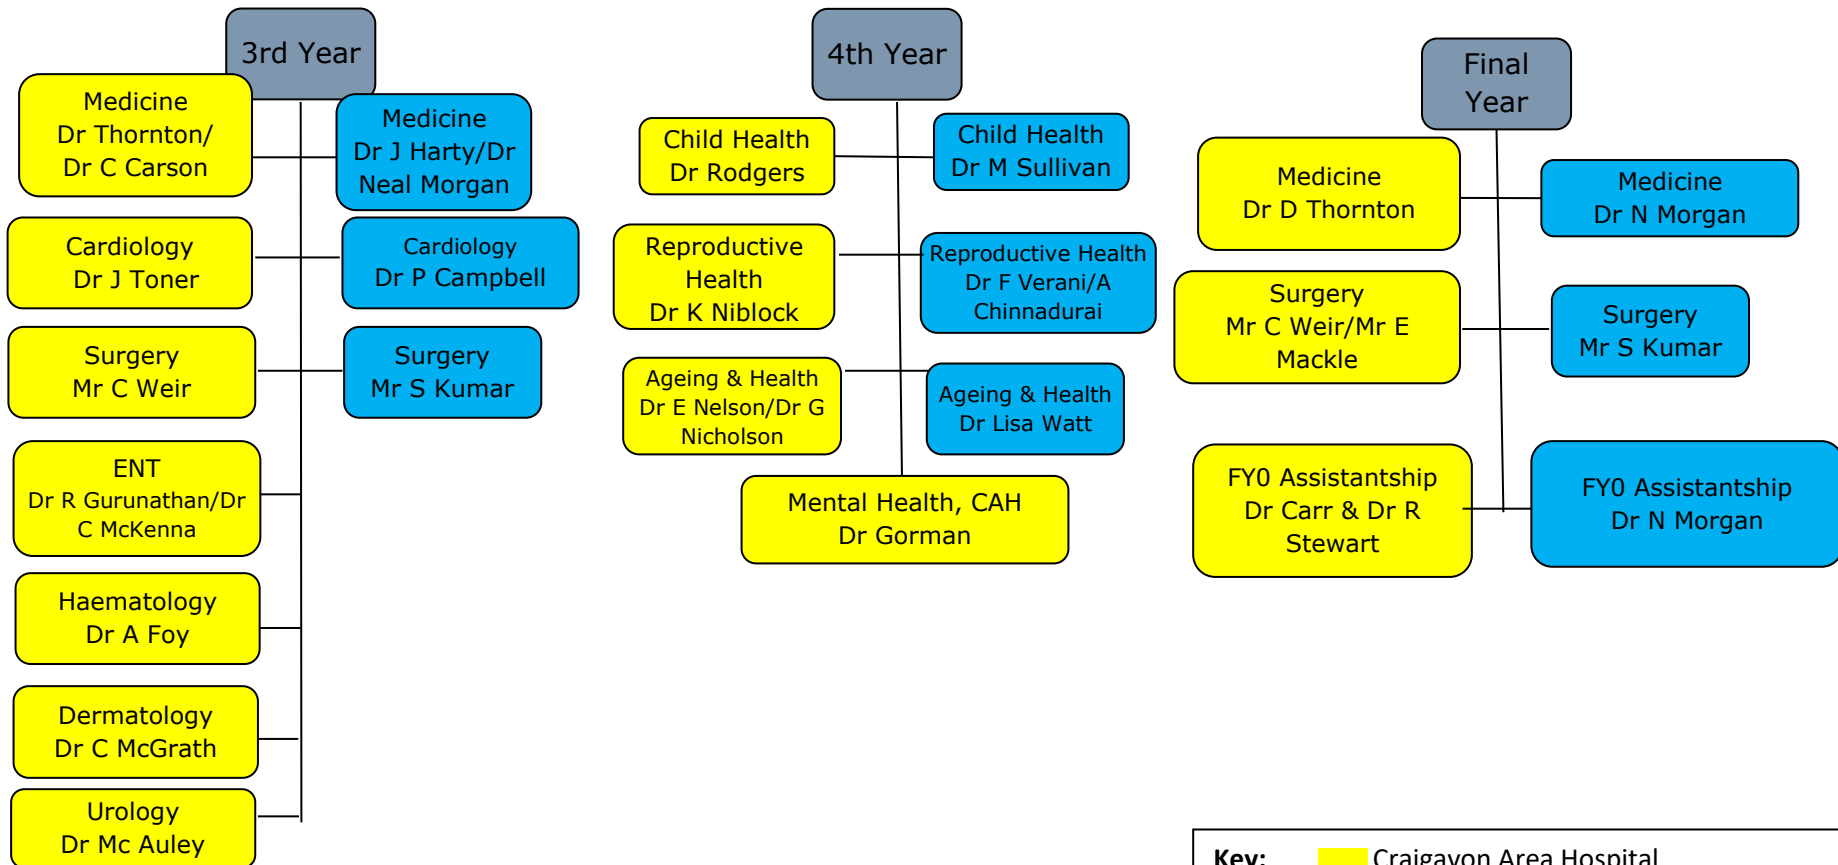 3rd Year
Medicine
Dr Thornton/
Dr C Carson
Medicine
Dr J Harty/Dr
Neal Morgan
Cardiology
Dr J Toner
Cardiology
Dr P Campbell
Surgery
Mr C Weir
Surgery
Mr S Kumar
ENT
Dr R Gurunathan/Dr
C McKenna
Haematology
Dr A Foy
Dermatology
Dr C McGrath
Urology
Dr Mc Auley
4th Year
Child Health
Dr Rodgers
Child Health
Dr M Sullivan
Reproductive
Health
Dr K Niblock
Reproductive Health
Dr F Verani/A
Chinnadurai
Ageing & Health
Dr E Nelson/Dr G
Nicholson
Ageing & Health
Dr Lisa Watt
Mental Health, CAH
Dr Gorman
Final
Year
Medicine
Dr D Thornton
Medicine
Dr N Morgan
Surgery
Mr C Weir/Mr E
Mackle
Surgery
Mr S Kumar
FY0 Assistantship
Dr Carr & Dr R
Stewart
FY0 Assistantship
Dr N Morgan
Key: Craigavon Area Hospital